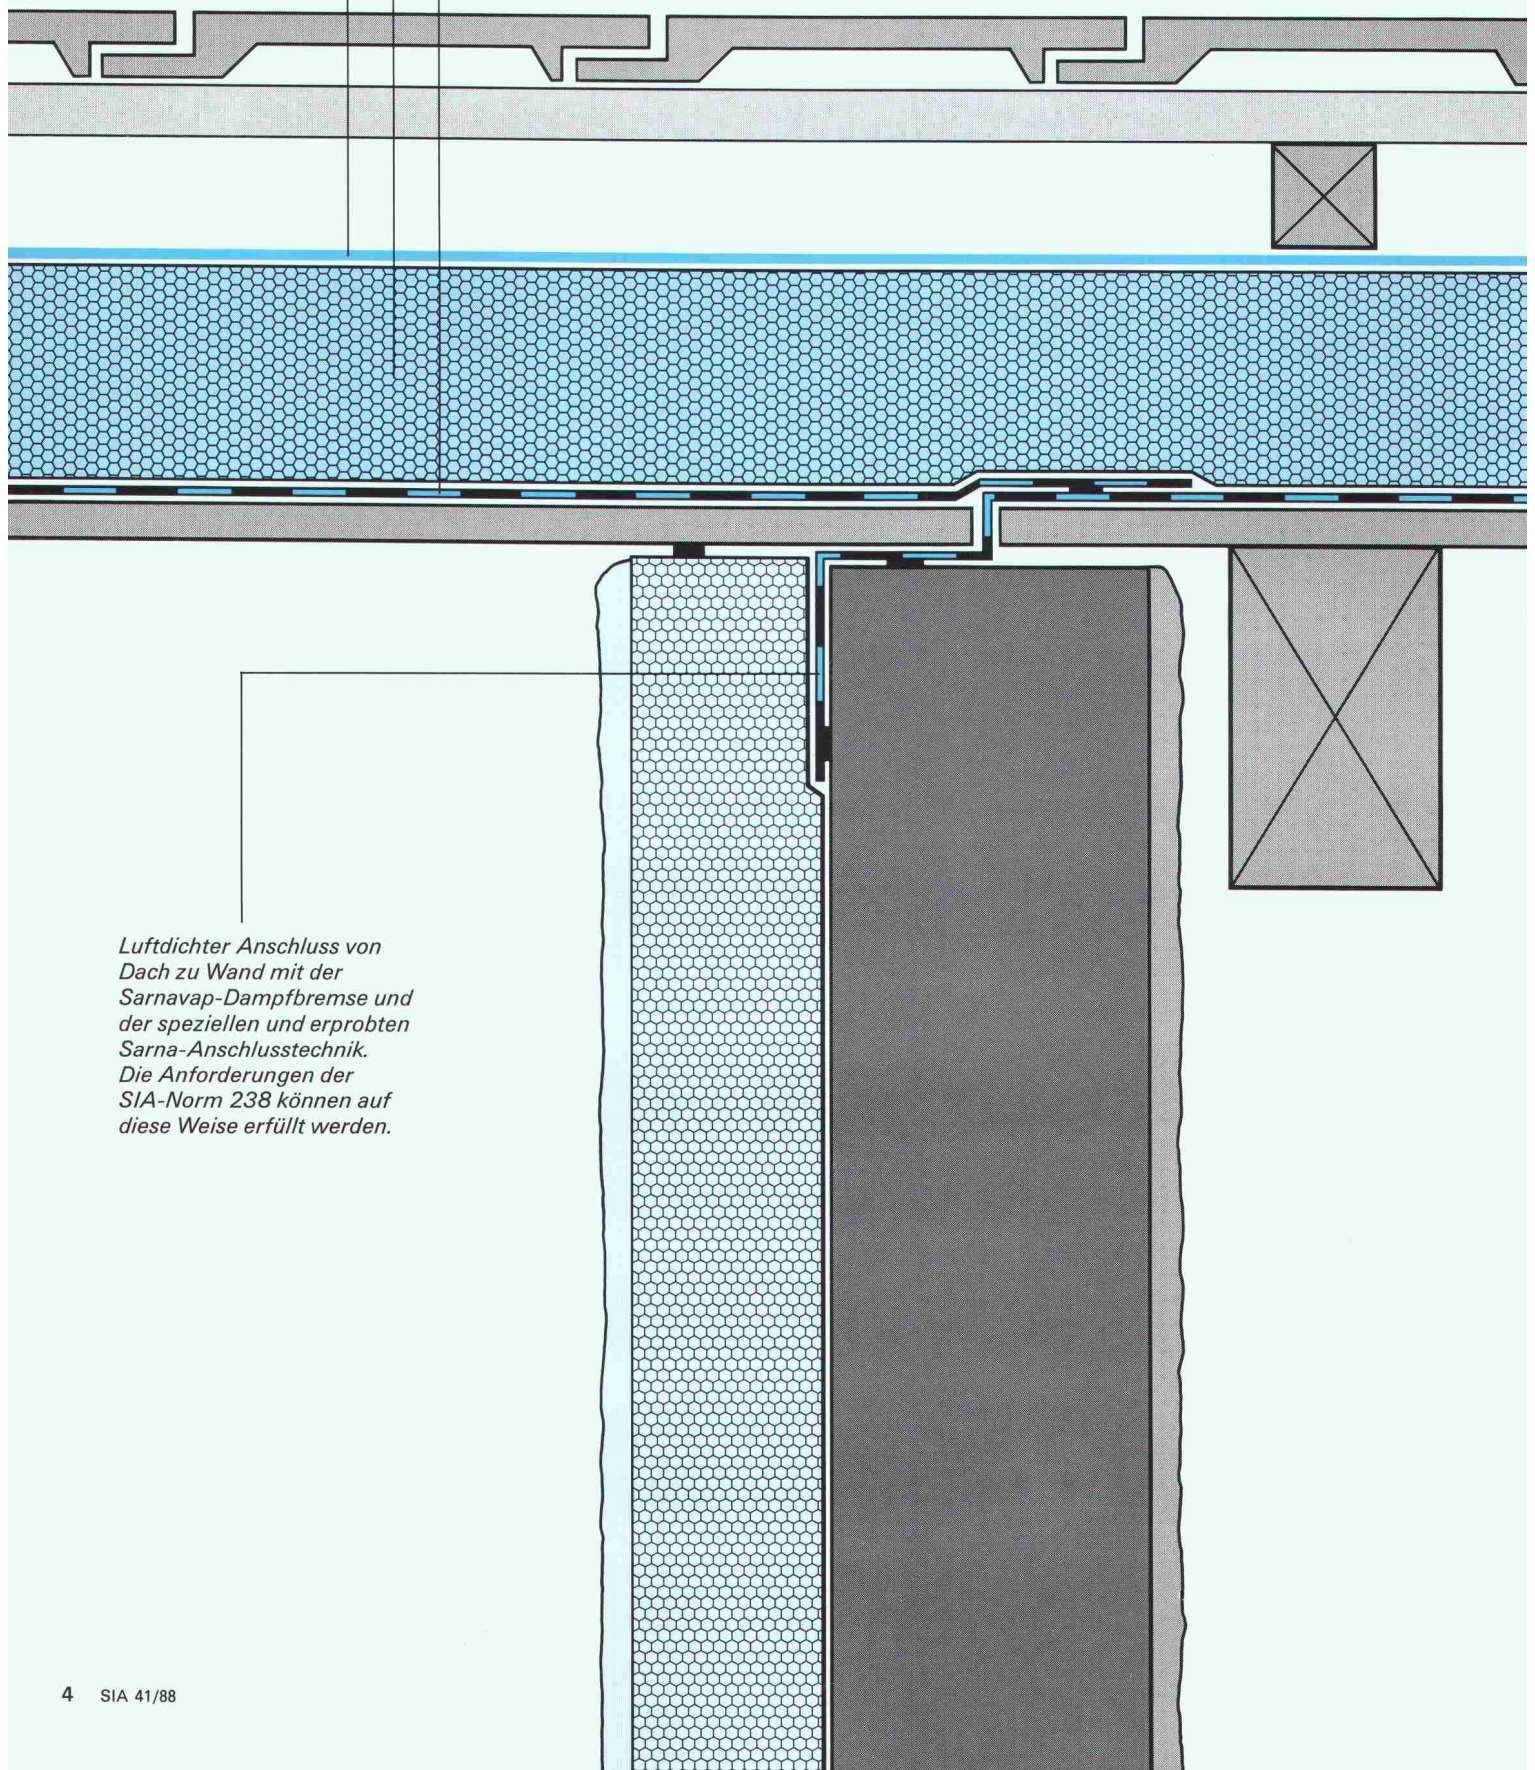 Luftdichter Anschluss von
Dach zu Wand mit der
Sarnavap-Dampfbremse und
der speziellen und erprobten
Sarna-Anschlusstechnik.
Die Anforderungen der
SIA-Norm 238 können auf
diese Weise erfüllt werden.
4 SIA 41/88